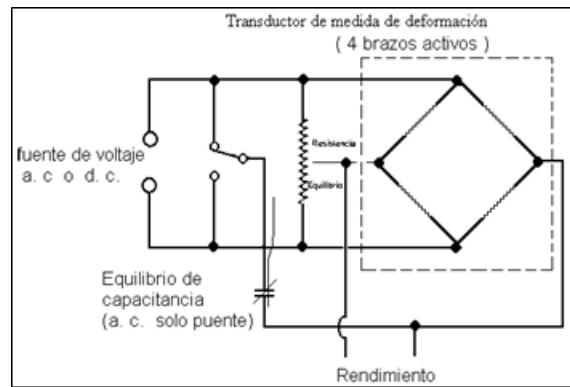 Transductor de medida de deformación
( 4 brazos activos )
fuente de voltaje
a. c o d. c.
Resistencia
Equilibrio
Equilibrio de
capacitancia
(a. c. solo puente)
Rendimiento